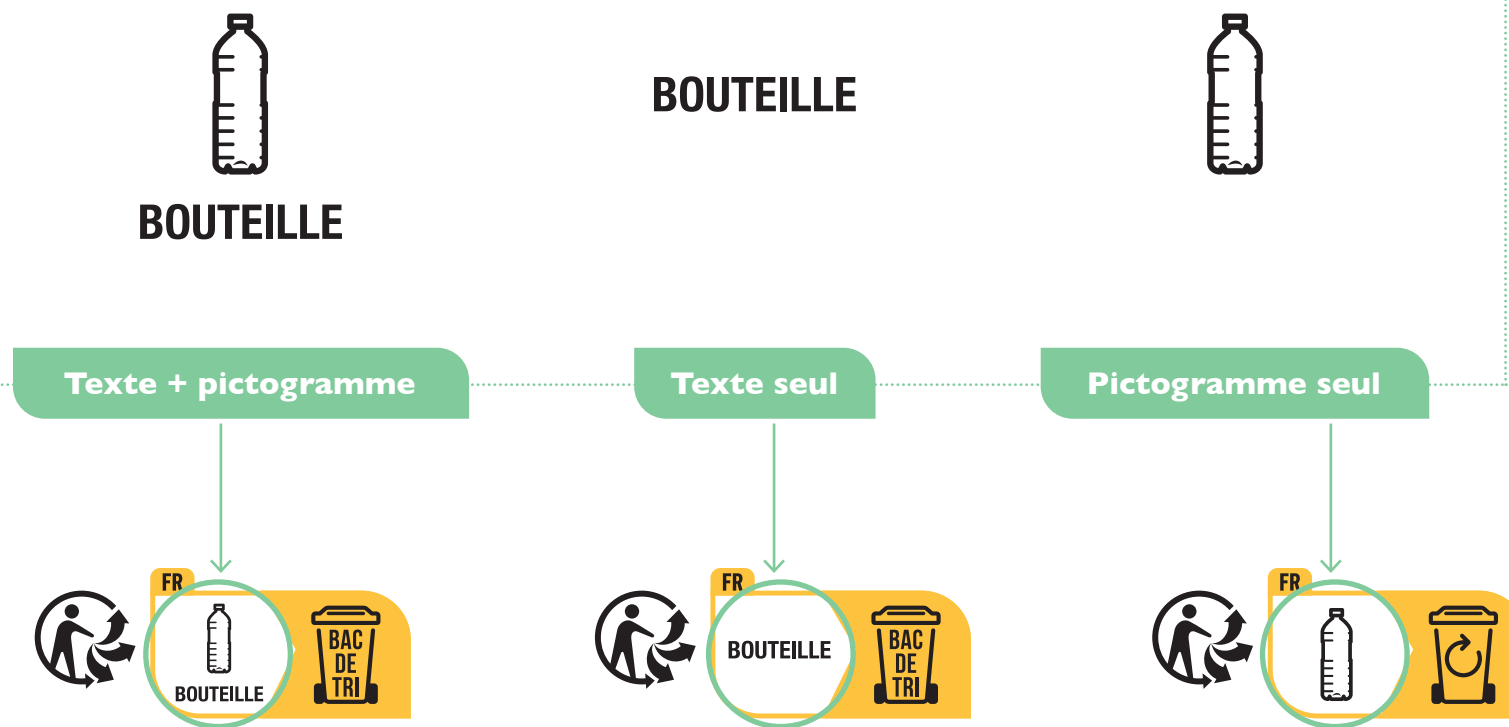 BOUTEILLE
BOUTEILLE
Texte + pictogramme
Texte seul
Pictogramme seul
FR
BOUTEILLE
BAC
DE
TRI
FR
BOUTEILLE
BAC
DE
TRI
FR